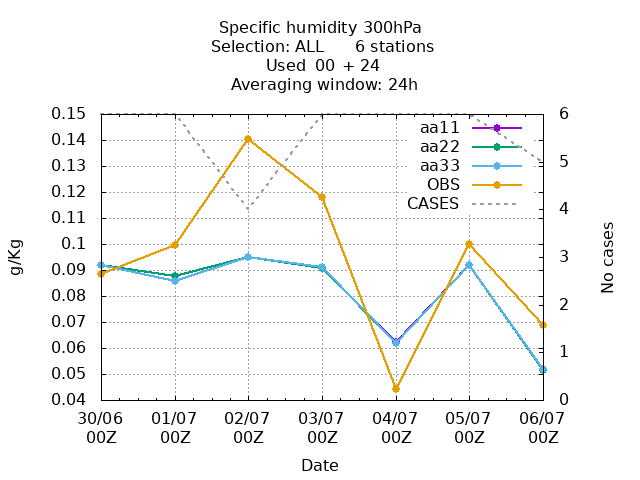 Specific humidity 300hPa
Selection: ALL 6 stations
Used 00 + 24
Averaging window: 24h
0.15
0.14
0.13
0.12
0.11
0.1
0.09
0.08
0.07
0.06
0.05
0.04
g/Kg
6
5
4
3
2
1
0
No cases
aa11
aa22
aa33
OBS
CASES
30/06 01/07 02/07 03/07 04/07 05/07 06/07
00Z 00Z 00Z 00Z 00Z 00Z 00Z
Date